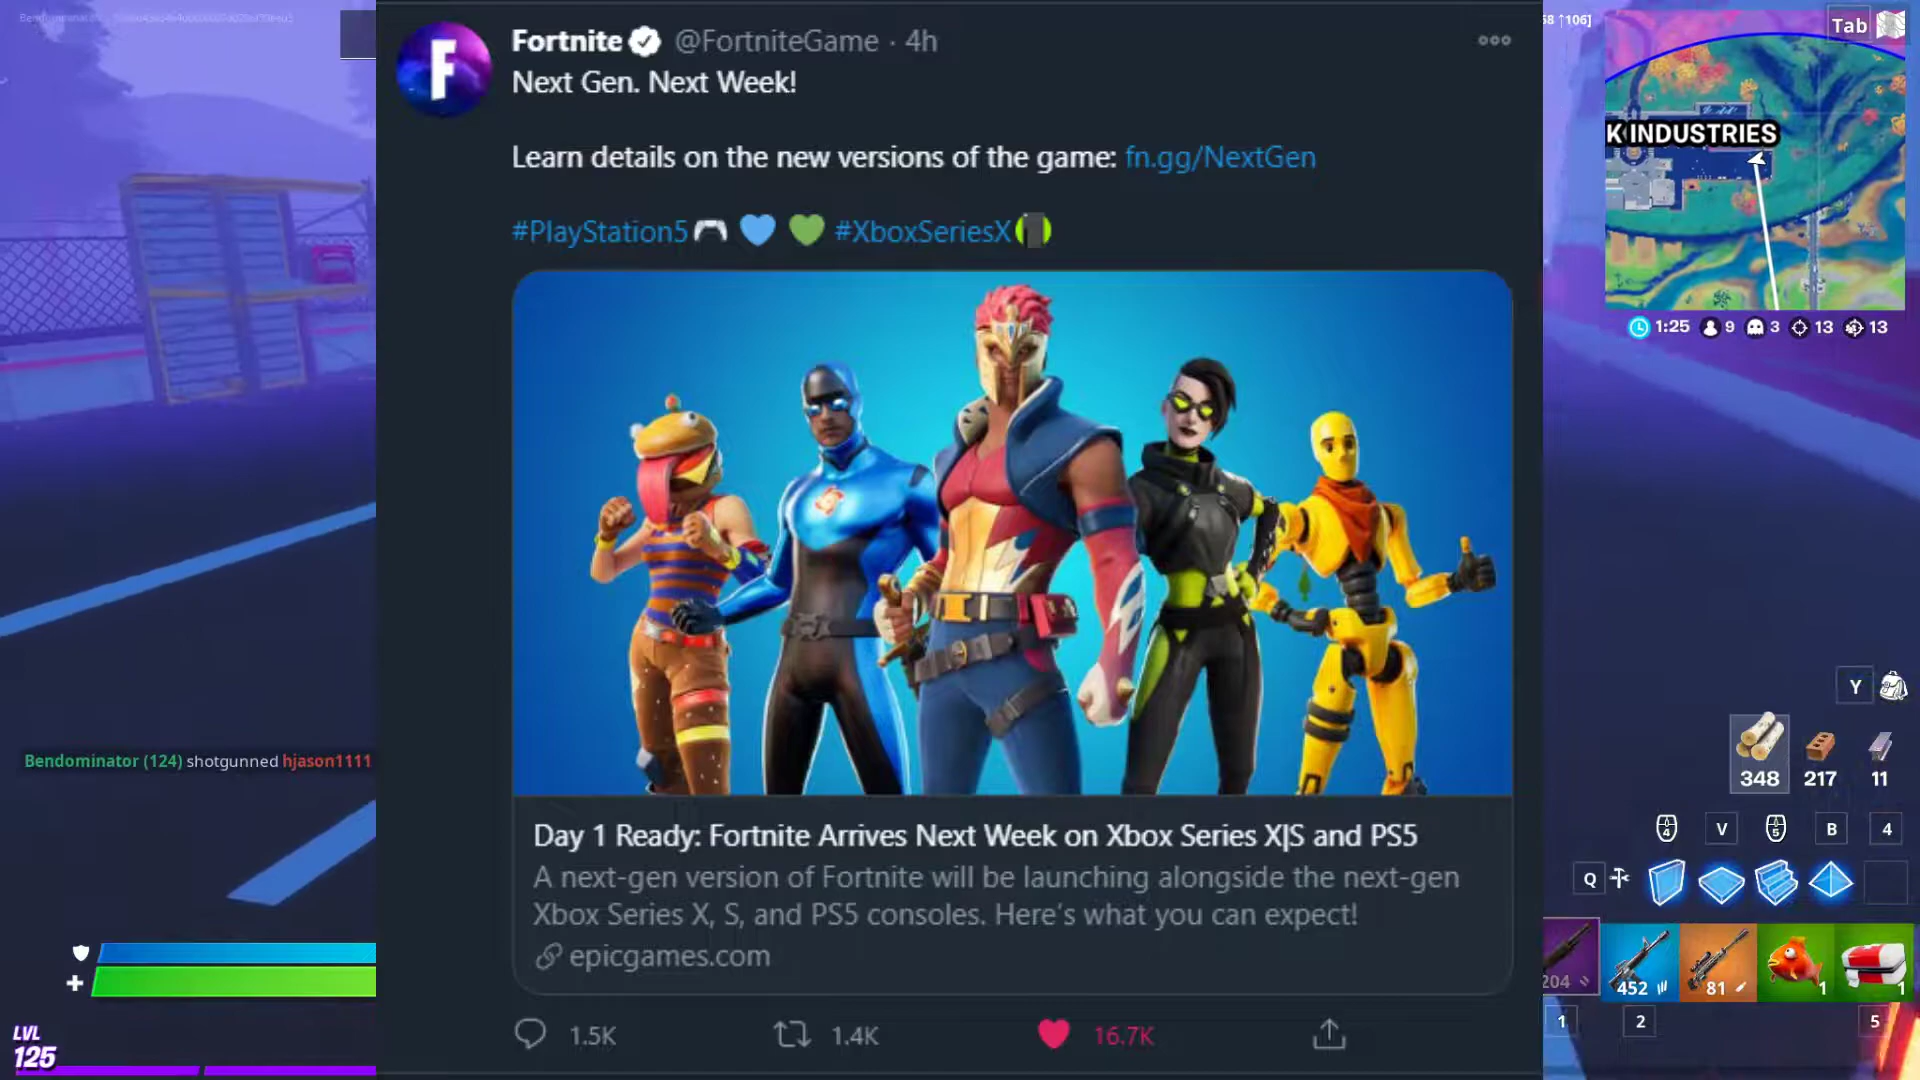 Fortnite @FortniteGame · 4h
Next Gen. Next Week!
Learn details on the new versions of the game: fn.gg/NextGen
#PlayStation5 #XboxSeriesX
Day 1 Ready: Fortnite Arrives Next Week on Xbox Series X|S and PS5
A next-gen version of Fortnite will be launching alongside the next-gen
Xbox Series X, S, and PS5 consoles. Here's what you can expect!
epicgames.com
1.5K 1.4K 16.7K
Bendominator (124) shotgunned hjason1111
LVL
125
Tab
K INDUSTRIES
1:25 9 3 13 13
Y
348 217 11
4 V 5 B 4
Q
204 452 81 1 1
1 2 5